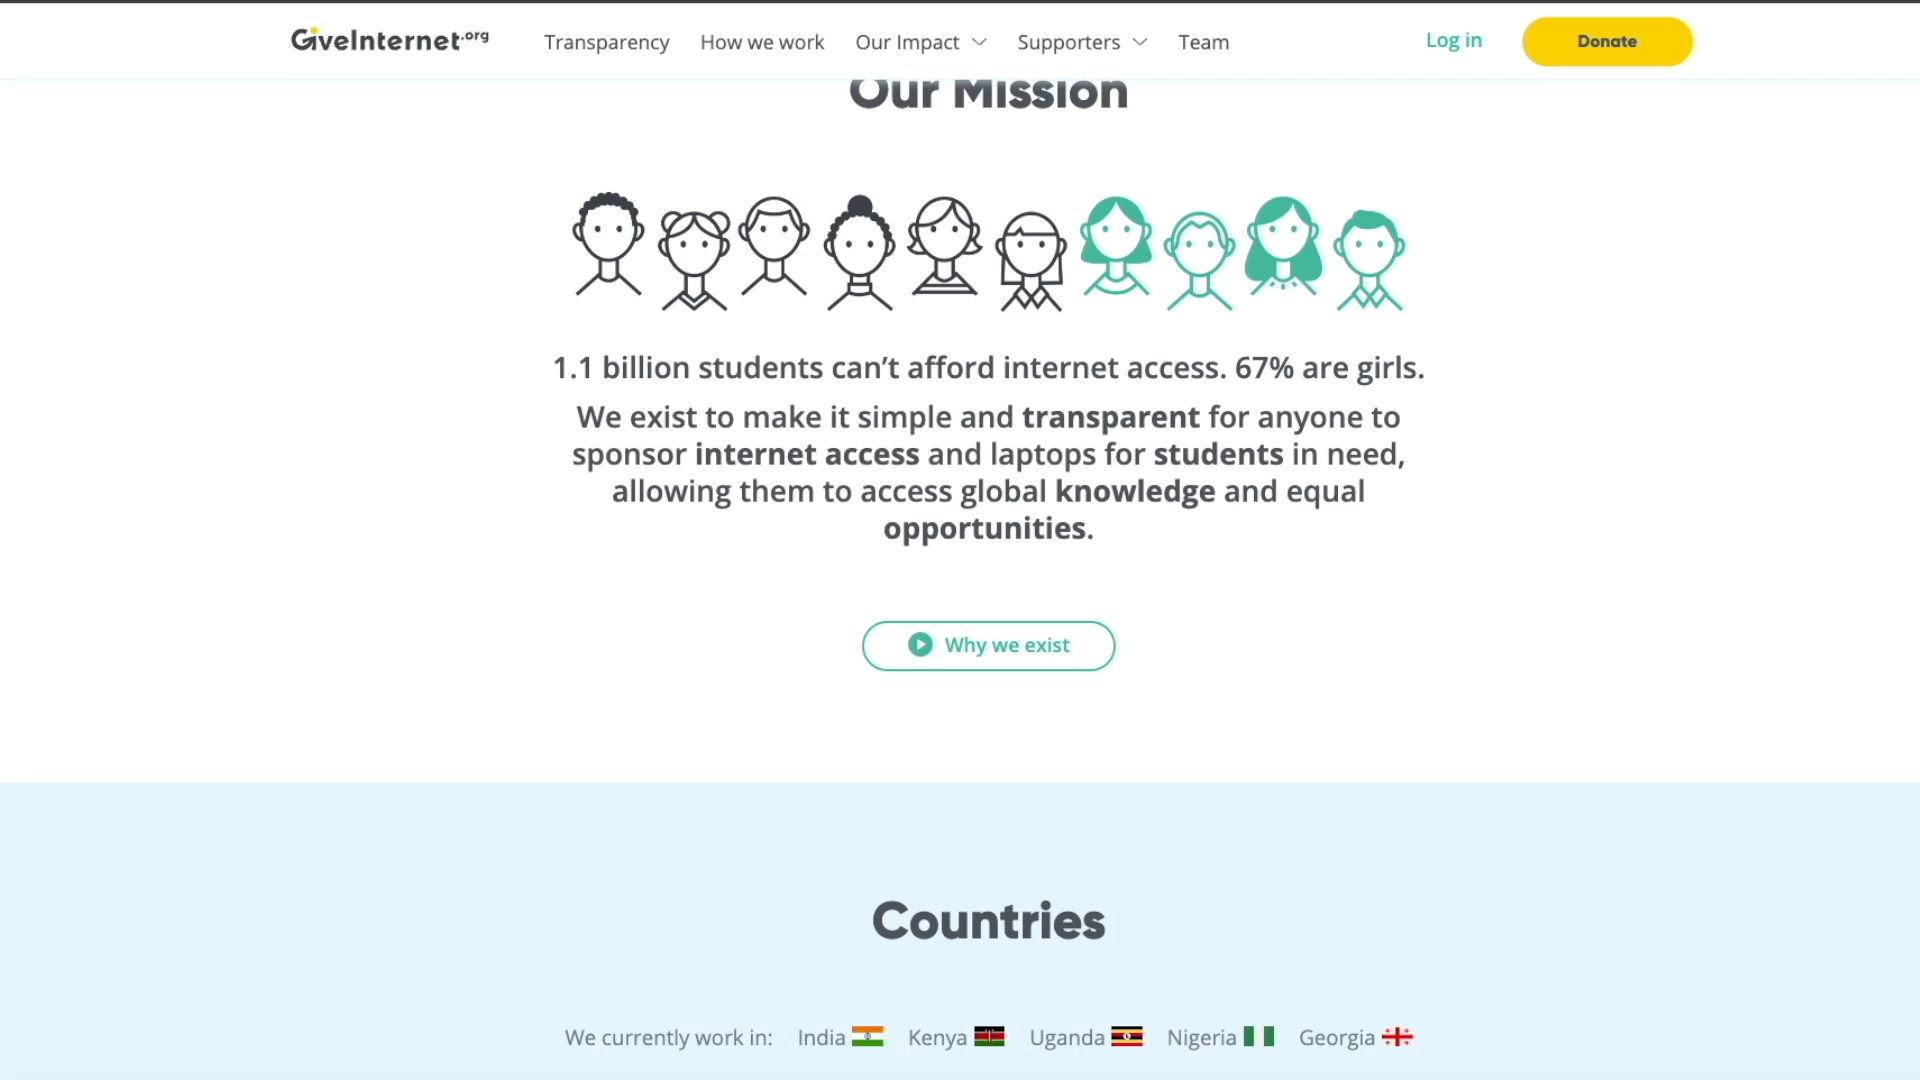 GiveInternet.org Transparency How we work Our Impact Supporters Team Log in Donate
Our Mission
1.1 billion students can’t afford internet access. 67% are girls.
We exist to make it simple and transparent for anyone to
sponsor internet access and laptops for students in need,
allowing them to access global knowledge and equal
opportunities.
Why we exist
Countries
We currently work in: India Kenya Uganda Nigeria Georgia